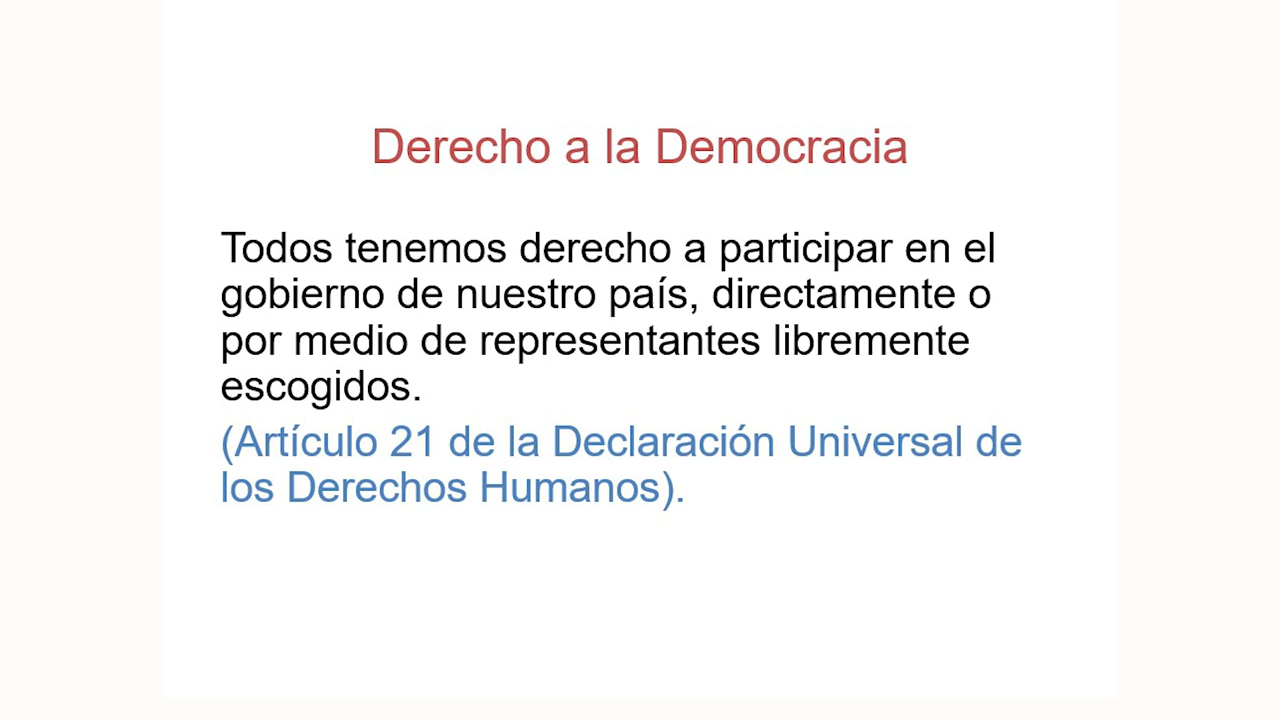 Derecho a la Democracia
Todos tenemos derecho a participar en el
gobierno de nuestro país, directamente o
por medio de representantes libremente
escogidos.
(Artículo 21 de la Declaración Universal de
los Derechos Humanos).